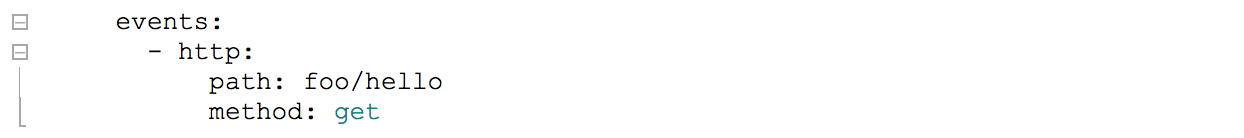 events:
- http:
path: foo/hello
method: get